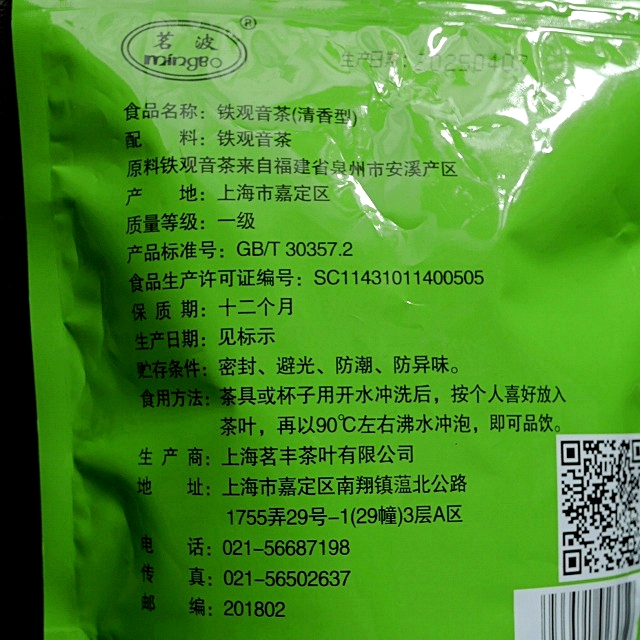 茗波®
mingBo
生产日期：20250407
食品名称：铁观音茶(清香型)
配　　料：铁观音茶
原料铁观音茶来自福建省泉州市安溪产区
产　　地：上海市嘉定区
质量等级：一级
产品标准号：GB/T 30357.2
食品生产许可证编号：SC11431011400505
保 质 期：十二个月
生产日期：见标示
贮存条件：密封、避光、防潮、防异味。
食用方法：茶具或杯子用开水冲洗后，按个人喜好放入
茶叶，再以90℃左右沸水冲泡，即可品饮。
生 产 商：上海茗丰茶叶有限公司
地　　址：上海市嘉定区南翔镇蕰北公路
1755弄29号-1(29幢)3层A区
电　　话：021-56687198
传　　真：021-56502637
邮　　编：201802